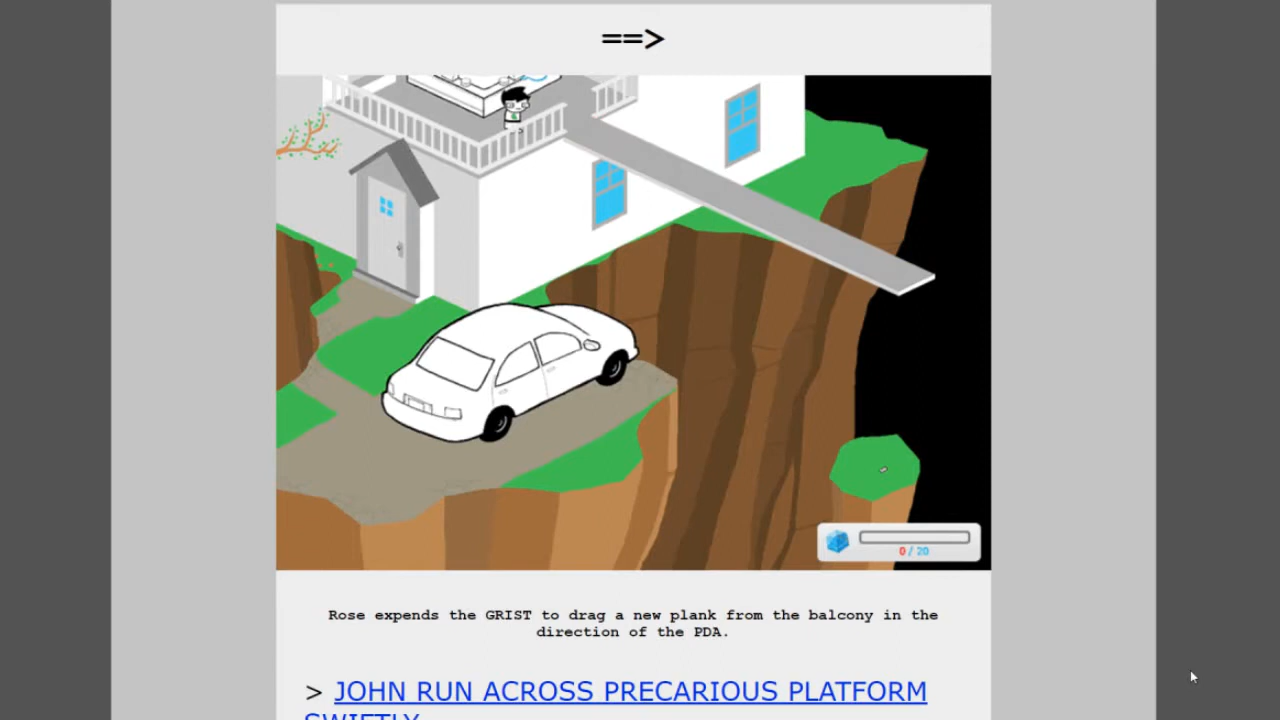 ==>
0 / 20
Rose expends the GRIST to drag a new plank from the balcony in the
direction of the PDA.
> JOHN RUN ACROSS PRECARIOUS PLATFORM
SWIFTLY